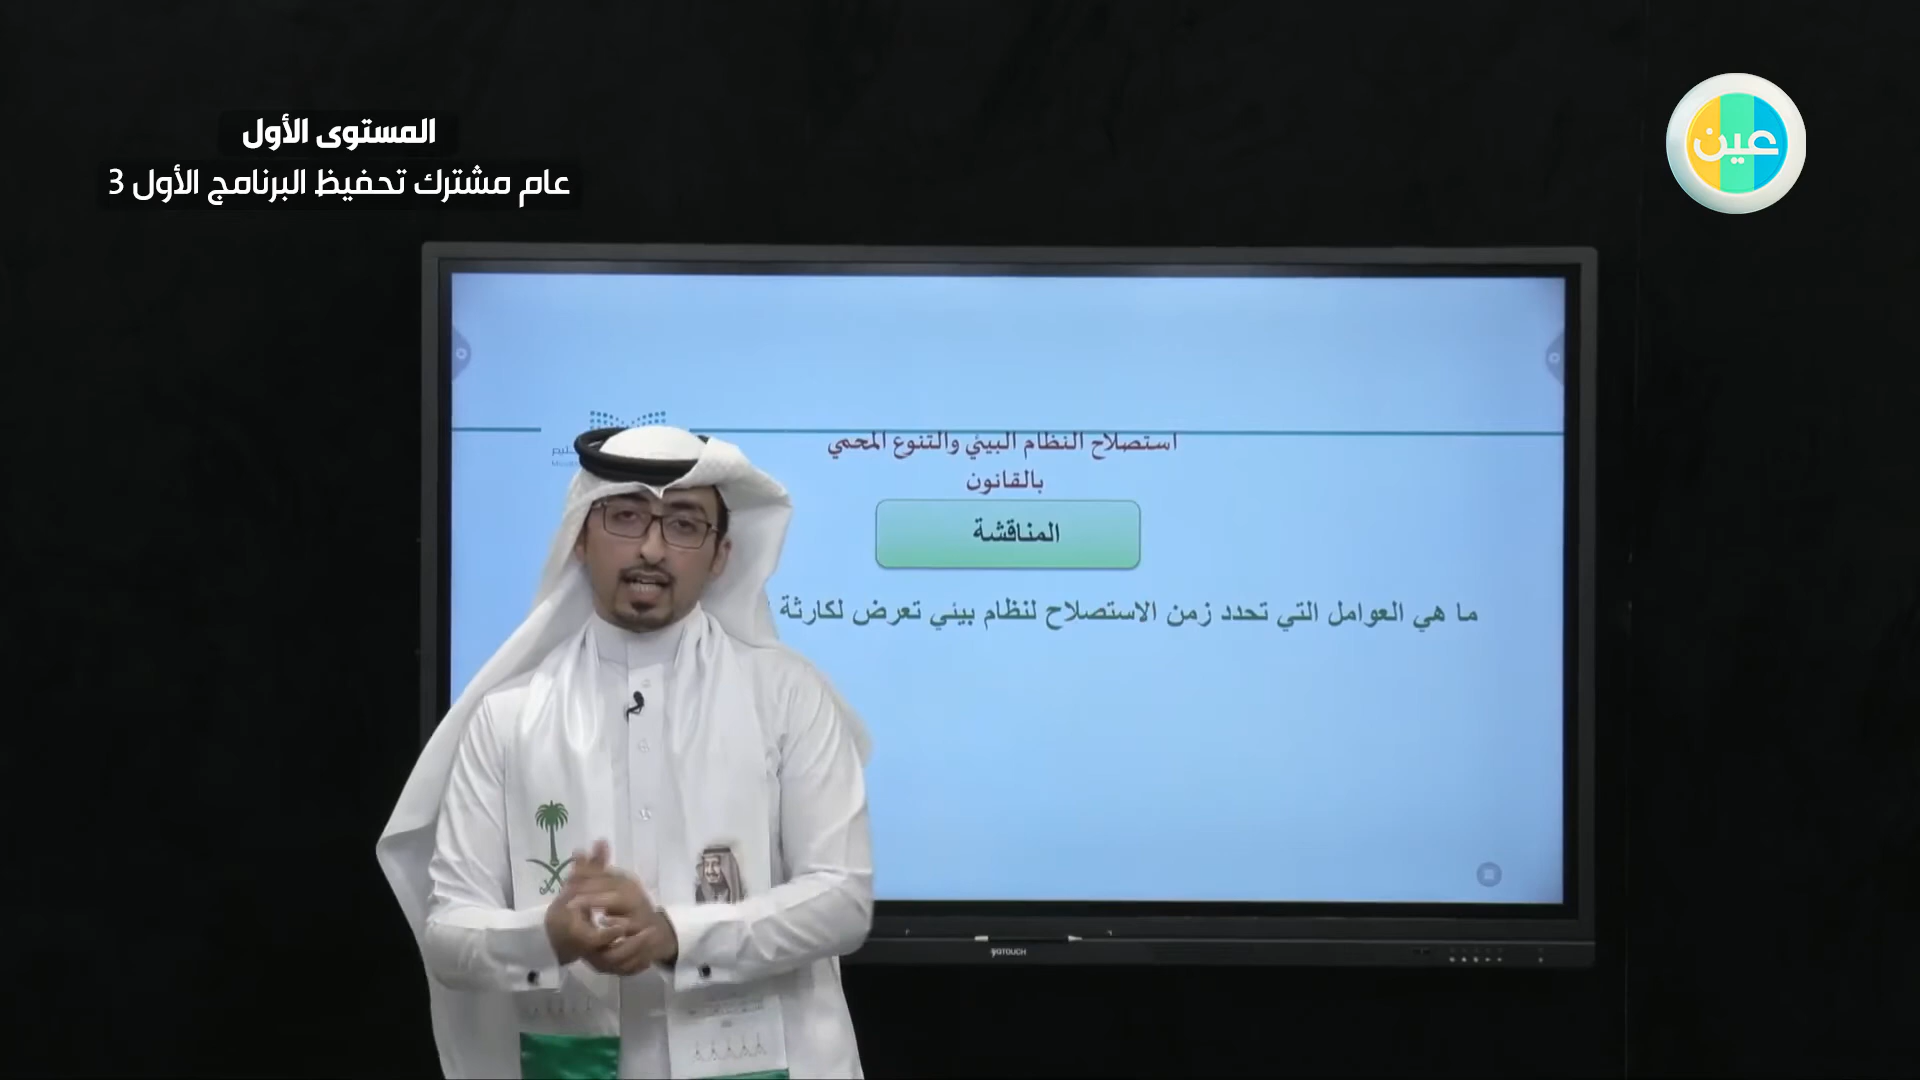 المستوى الأول
عام مشترك تحفيظ البرنامج الأول 3
عين
استصلاح النظام البيئي والتنوع المحمي
بالقانون
المناقشة
ما هي العوامل التي تحدد زمن الاستصلاح لنظام بيئي تعرض لكارثة
IQTOUCH